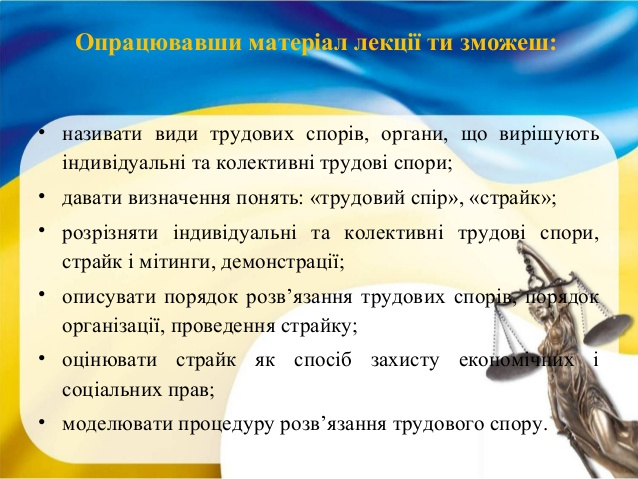 Опрацювавши матеріал лекції ти зможеш:
• називати види трудових спорів, органи, що вирішують
індивідуальні та колективні трудові спори;
• давати визначення понять: «трудовий спір», «страйк»;
• розрізняти індивідуальні та колективні трудові спори,
страйк і мітинги, демонстрації;
• описувати порядок розв’язання трудових спорів, порядок
організації, проведення страйку;
• оцінювати страйк як спосіб захисту економічних і
соціальних прав;
• моделювати процедуру розв’язання трудового спору.